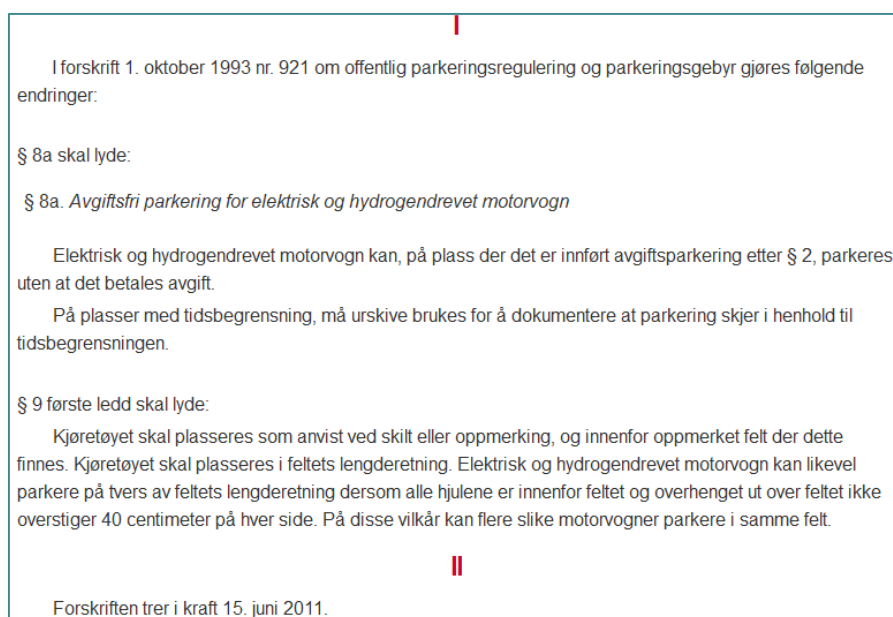 I
I forskrift 1. oktober 1993 nr. 921 om offentlig parkeringsregulering og parkeringsgebyr gjøres følgende
endringer:
§ 8a skal lyde:
§ 8a. Avgiftsfri parkering for elektrisk og hydrogendrevet motorvogn
Elektrisk og hydrogendrevet motorvogn kan, på plass der det er innført avgiftsparkering etter § 2, parkeres
uten at det betales avgift.
På plasser med tidsbegrensning, må urskive brukes for å dokumentere at parkering skjer i henhold til
tidsbegrensningen.
§ 9 første ledd skal lyde:
Kjøretøyet skal plasseres som anvist ved skilt eller oppmerking, og innenfor oppmerket felt der dette
finnes. Kjøretøyet skal plasseres i feltets lengderetning. Elektrisk og hydrogendrevet motorvogn kan likevel
parkere på tvers av feltets lengderetning dersom alle hjulene er innenfor feltet og overhenget ut over feltet ikke
overstiger 40 centimeter på hver side. På disse vilkår kan flere slike motorvogner parkere i samme felt.
II
Forskriften trer i kraft 15. juni 2011.